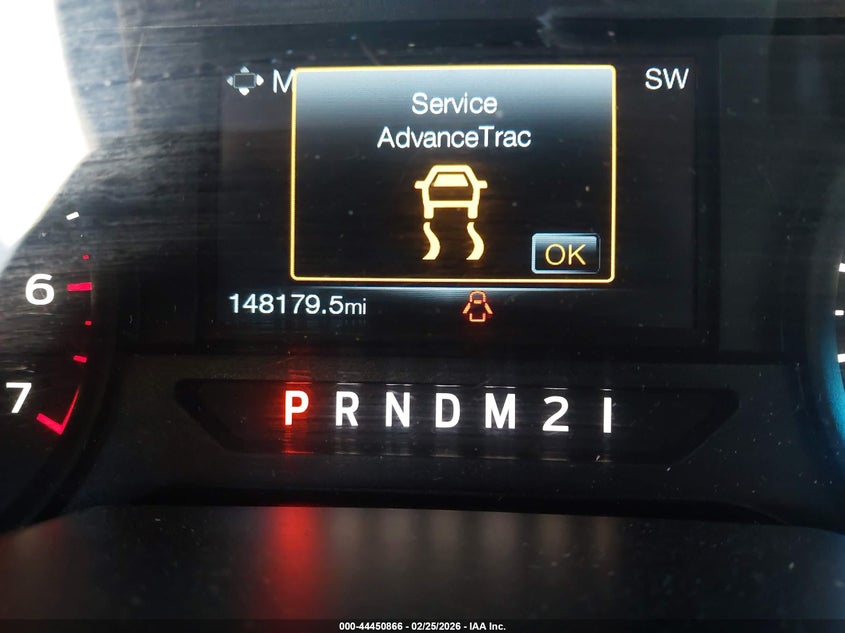 M
SW
Service
AdvanceTrac
OK
148179.5mi
6
7
P R N D M 2 1
000-44450866 - 02/25/2026 - IAA Inc.